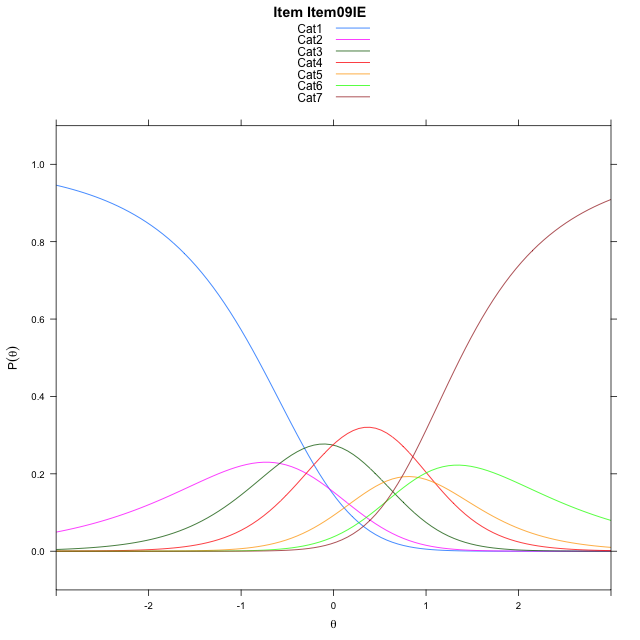 Item Item09IE
Cat1
Cat2
Cat3
Cat4
Cat5
Cat6
Cat7
1.0
0.8
0.6
0.4
0.2
0.0
P(θ)
-2 -1 0 1 2
θ